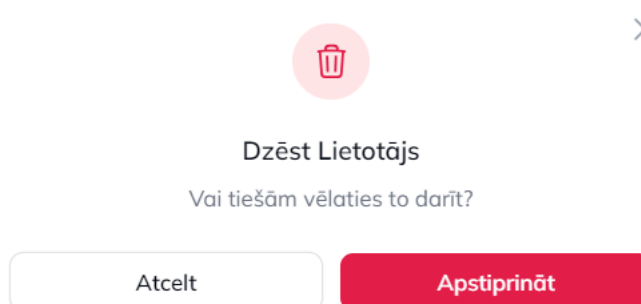 Dzēst Lietotājs
Vai tiešām vēlaties to darīt?
Atcelt
Apstiprināt